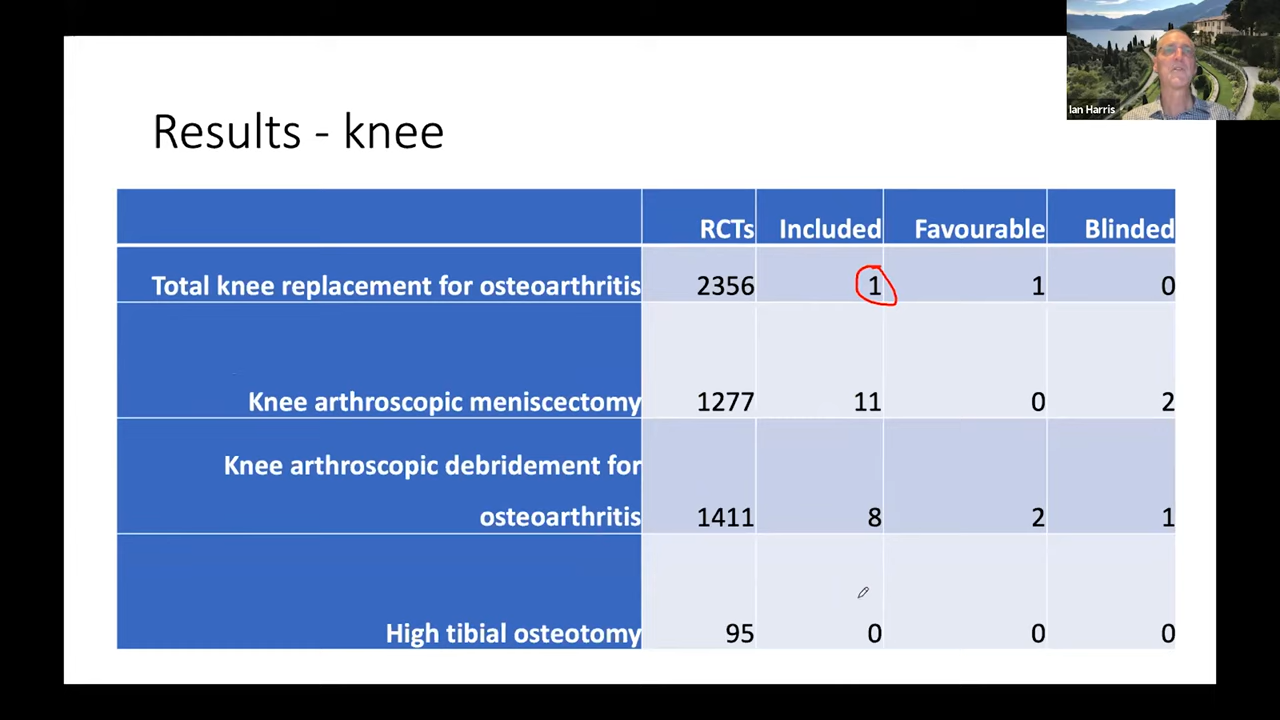 Ian Harris
Results - knee
RCTs Included Favourable Blinded
Total knee replacement for osteoarthritis 2356 1 1 0
Knee arthroscopic meniscectomy 1277 11 0 2
Knee arthroscopic debridement for
osteoarthritis 1411 8 2 1
High tibial osteotomy 95 0 0 0